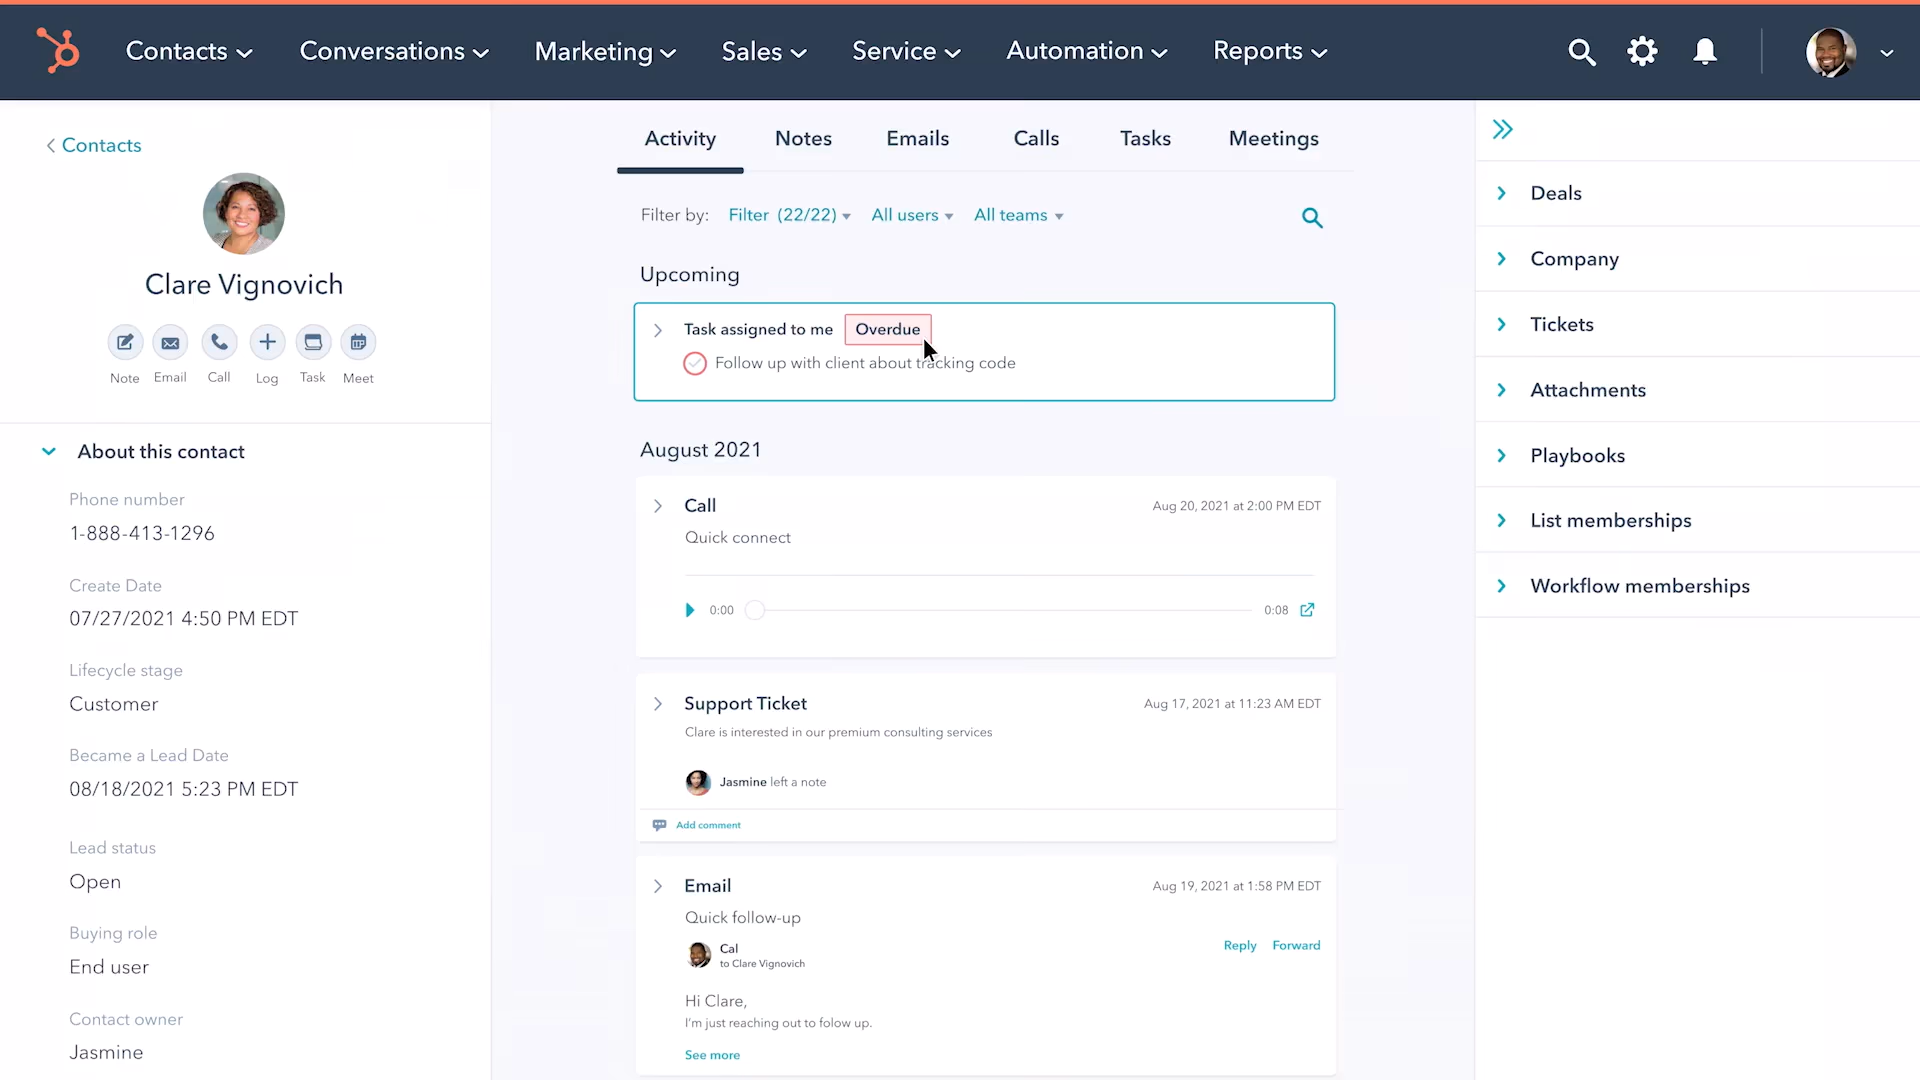 Contacts
Conversations
Marketing
Sales
Service
Automation
Reports
Contacts
Clare Vignovich
Note
Email
Call
Log
Task
Meet
About this contact
Phone number
1-888-413-1296
Create Date
07/27/2021 4:50 PM EDT
Lifecycle stage
Customer
Became a Lead Date
08/18/2021 5:23 PM EDT
Lead status
Open
Buying role
End user
Contact owner
Jasmine
Activity
Notes
Emails
Calls
Tasks
Meetings
Filter by: Filter (22/22) All users All teams
Upcoming
Task assigned to me Overdue
Follow up with client about tracking code
August 2021
Call Aug 20, 2021 at 2:00 PM EDT
Quick connect
0:00 0:08
Support Ticket Aug 17, 2021 at 11:23 AM EDT
Clare is interested in our premium consulting services
Jasmine left a note
Add comment
Email Aug 19, 2021 at 1:58 PM EDT
Quick follow-up
Cal
to Clare Vignovich
Reply Forward
Hi Clare,
I'm just reaching out to folow up.
See more
Deals
Company
Tickets
Attachments
Playbooks
List memberships
Workflow memberships